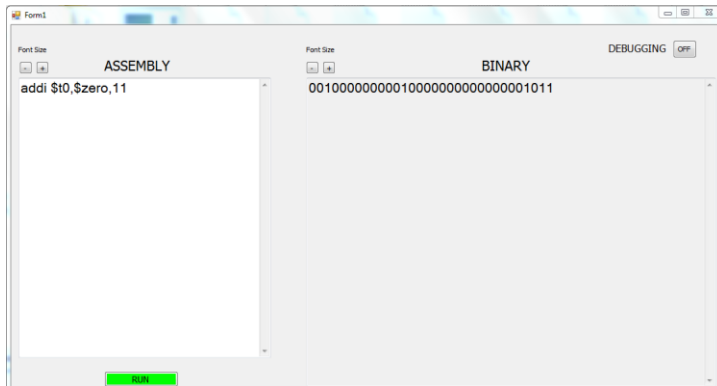 Form1
Font Size
- +
ASSEMBLY
addi $t0,$zero,11
RUN
Font Size
- +
BINARY
DEBUGGING OFF
00100000000010000000000000001011